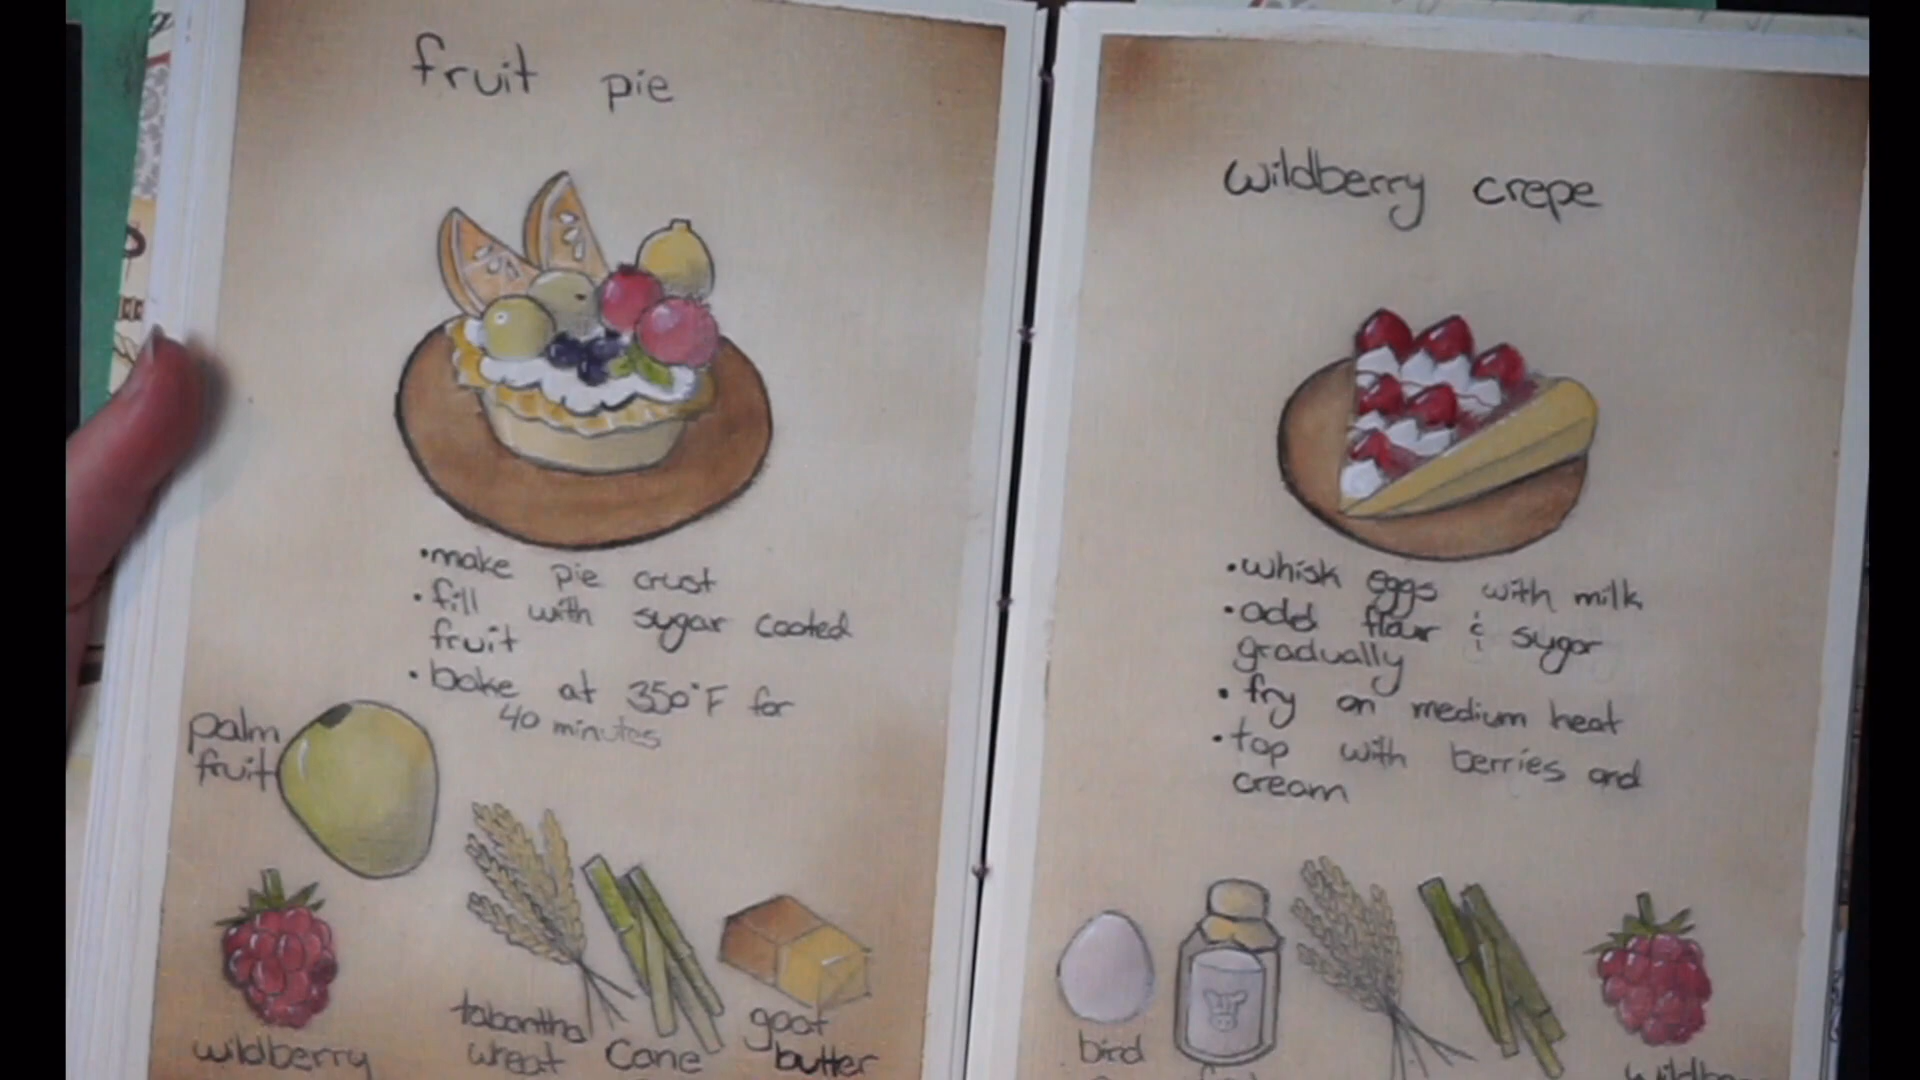 fruit pie
•make pie crust
•fill with sugar coated
fruit
•bake at 350°F for
40 minutes
palm
fruit
wildberry
tabantha
wheat
cane
goat
butter
wildberry crepe
•whisk eggs with milk
•add flour & sugar
gradually
•fry on medium heat
•top with berries and
cream
bird